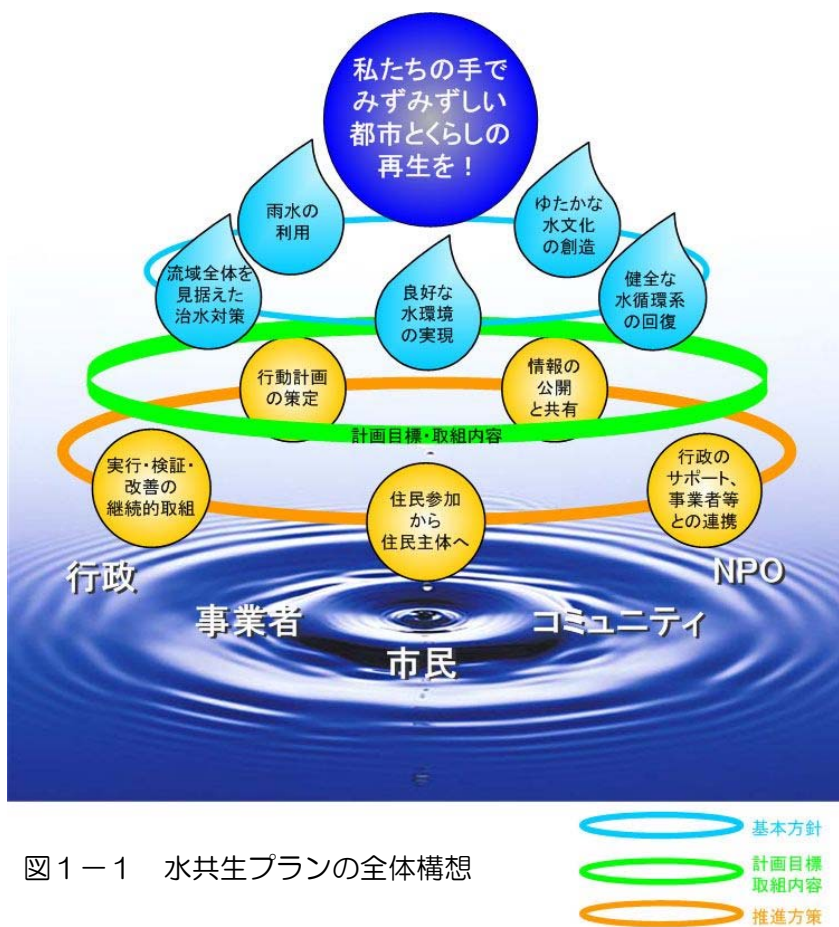 私たちの手で
みずみずしい
都市とくらしの
再生を！
雨水の
利用
ゆたかな
水文化
の創造
流域全体を
見据えた
治水対策
良好な
水環境
の実現
健全な
水循環系
の回復
行動計画
の策定
情報の
公開
と共有
計画目標・取組内容
実行・検証・
改善の
継続的取組
住民参加
から
住民主体へ
行政の
サポート、
事業者等
との連携
行政
NPO
事業者
コミュニティ
市民
図１－１　水共生プランの全体構想
基本方針
計画目標
取組内容
推進方策